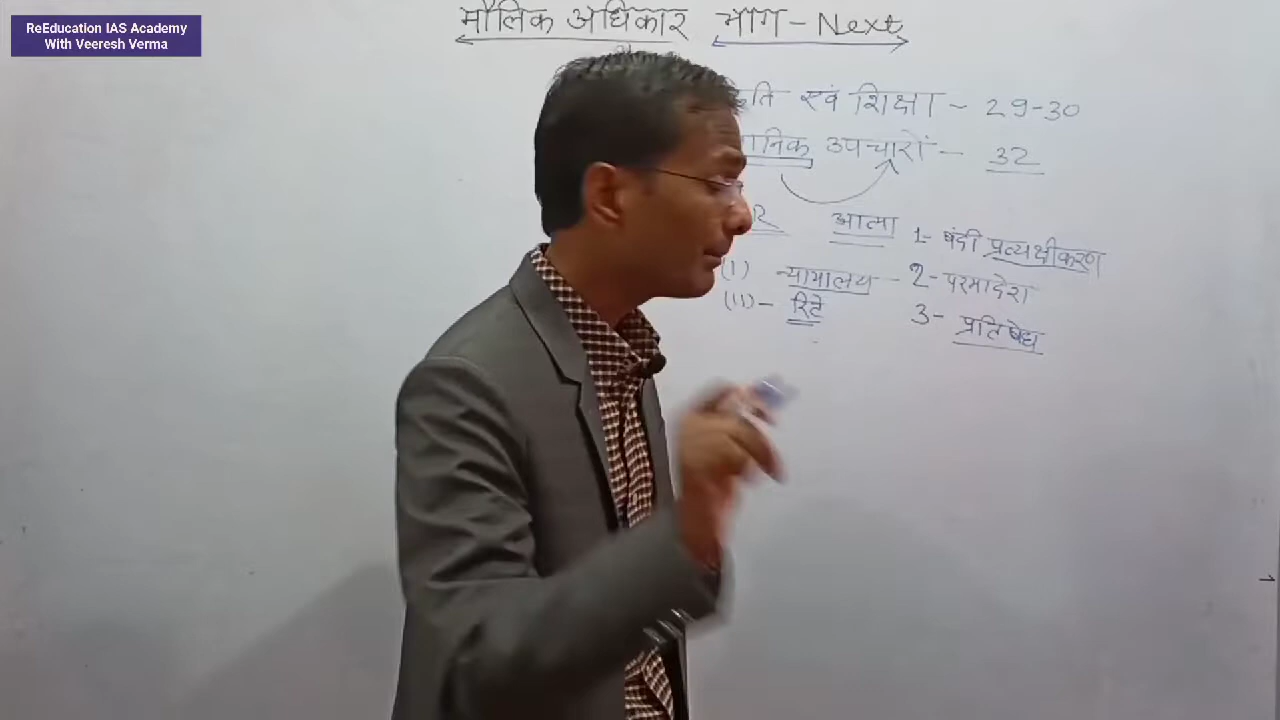 ReEducation IAS Academy
With Veeresh Verma
मौलिक अधिकार भाग - Next
एवं शिक्षा - 29-30
उपचारों - 32
आत्मा
1- बंदी प्रत्यक्षीकरण
(I) न्यायालय - 2- परमादेश
(II) - रिटे 3- प्रतिषेध